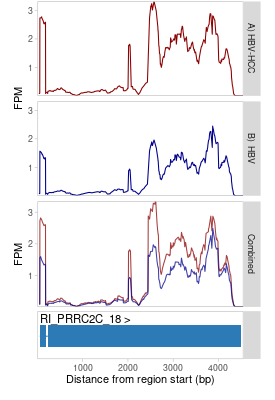 3
2
1
A) HBV-HCC
FPM
3
2
1
B) HBV
3
2
1
Combined
FPM
RI_PRRC2C_18 >
1000 2000 3000 4000
Distance from region start (bp)